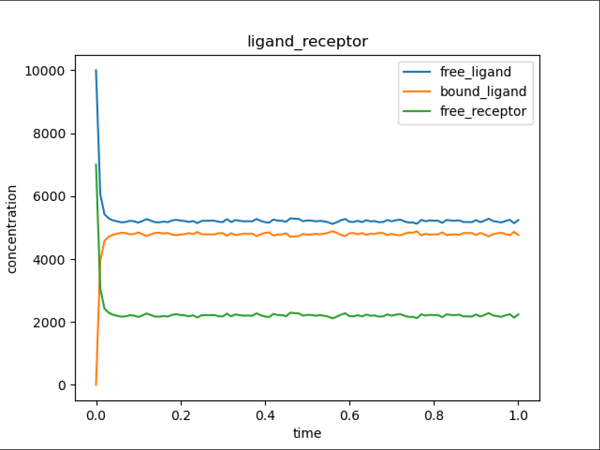 ligand_receptor
free_ligand
bound_ligand
free_receptor
10000
8000
6000
4000
2000
0
concentration
0.0 0.2 0.4 0.6 0.8 1.0
time